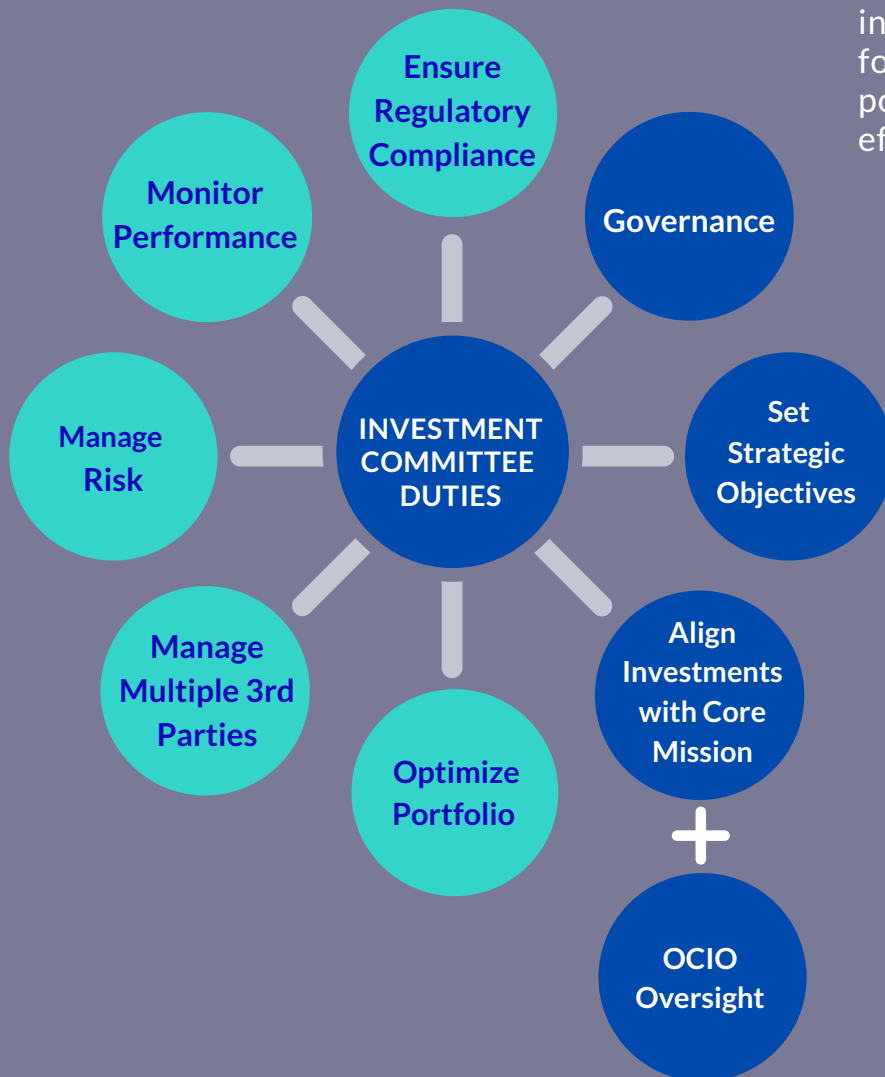 Ensure
Regulatory
Compliance
Governance
Set
Strategic
Objectives
Align
Investments
with Core
Mission
OCIO
Oversight
Optimize
Portfolio
Manage
Multiple 3rd
Parties
Manage
Risk
Monitor
Performance
INVESTMENT
COMMITTEE
DUTIES